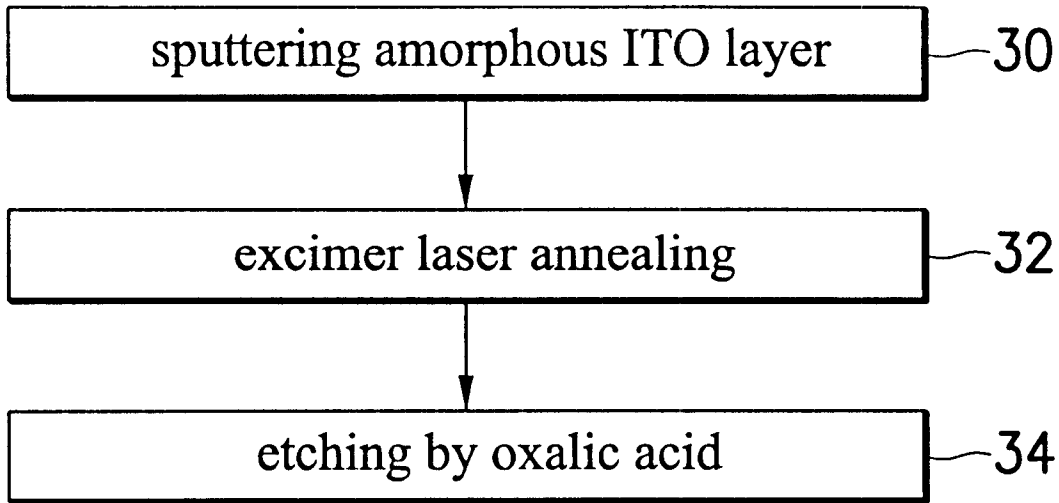 sputtering amorphous ITO layer 30
excimer laser annealing 32
etching by oxalic acid 34